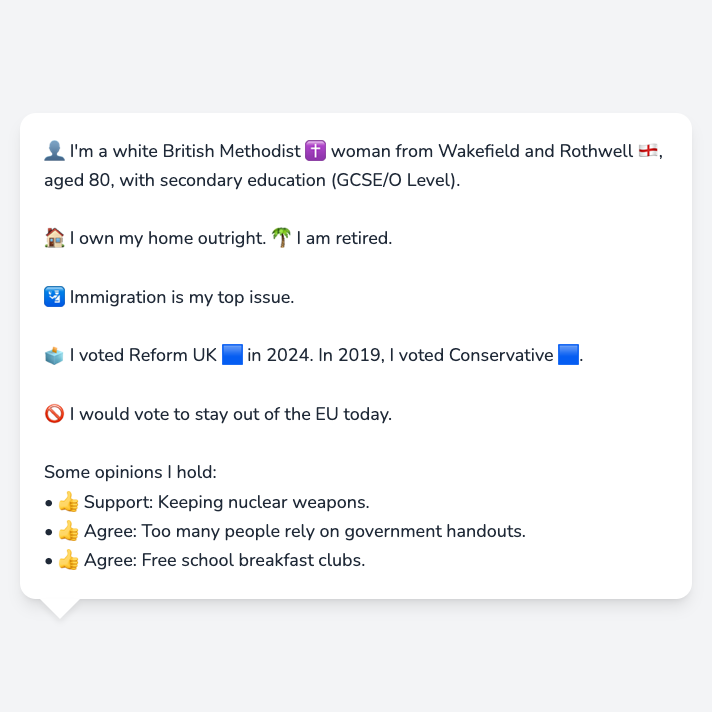 👤 I'm a white British Methodist ✝️ woman from Wakefield and Rothwell 🏴󠁧󠁢󠁥󠁮󠁧󠁿,
aged 80, with secondary education (GCSE/O Level).
🏠 I own my home outright. 🌴 I am retired.
🛂 Immigration is my top issue.
🗳️ I voted Reform UK 🟦 in 2024. In 2019, I voted Conservative 🟦.
🚫 I would vote to stay out of the EU today.
Some opinions I hold:
• 👍 Support: Keeping nuclear weapons.
• 👍 Agree: Too many people rely on government handouts.
• 👍 Agree: Free school breakfast clubs.